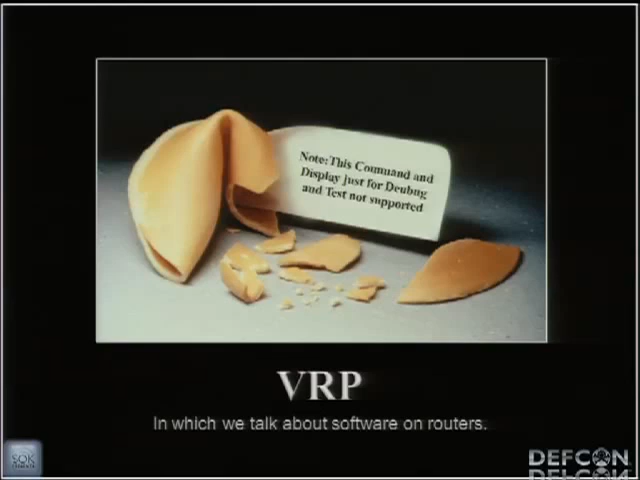 Note: This Command and
Display just for Deubug
and Test not supported
VRP
In which we talk about software on routers.
SQK
DEFCON